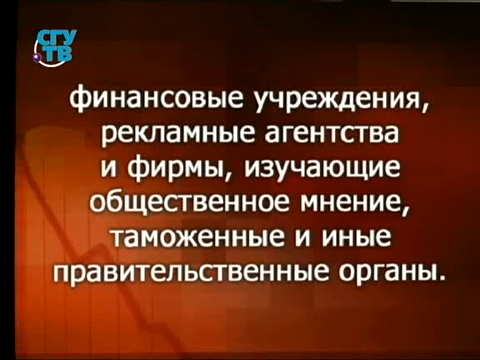 СГУ
ТВ
финансовые учреждения,
рекламные агентства
и фирмы, изучающие
общественное мнение,
таможенные и иные
правительственные органы.